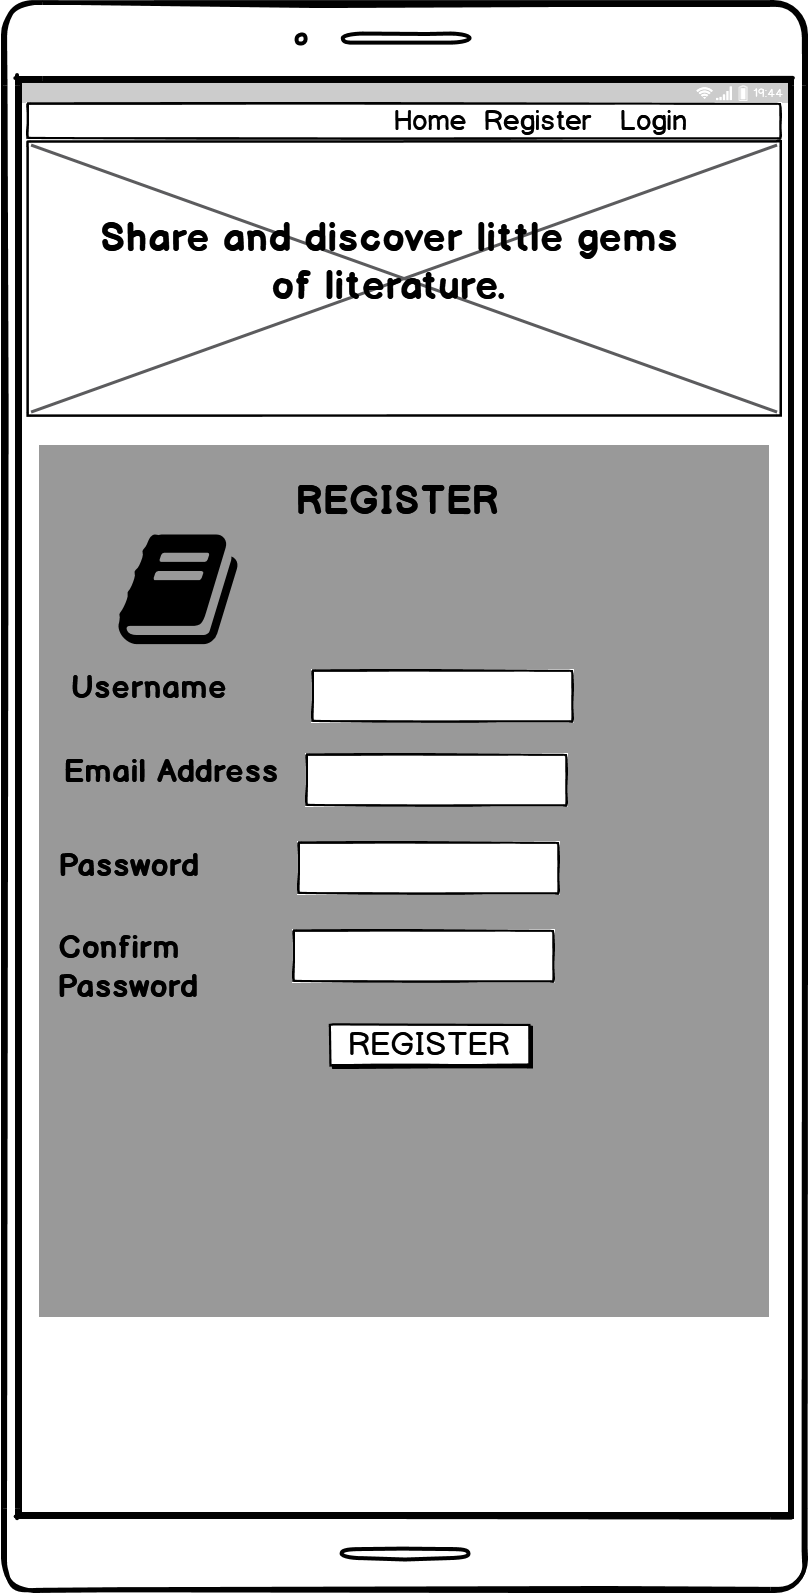 19:44
Home Register Login
Share and discover little gems
of literature.
REGISTER
Username
Email Address
Password
Confirm
Password
REGISTER